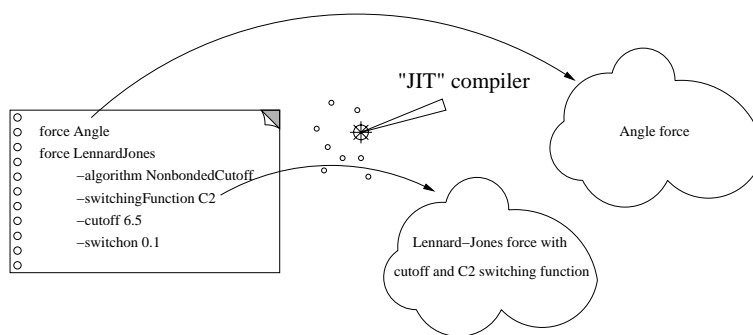 "JIT" compiler
force Angle
force LennardJones
−algorithm NonbondedCutoff
−switchingFunction C2
−cutoff 6.5
−switchon 0.1
Angle force
Lennard−Jones force with
cutoff and C2 switching function